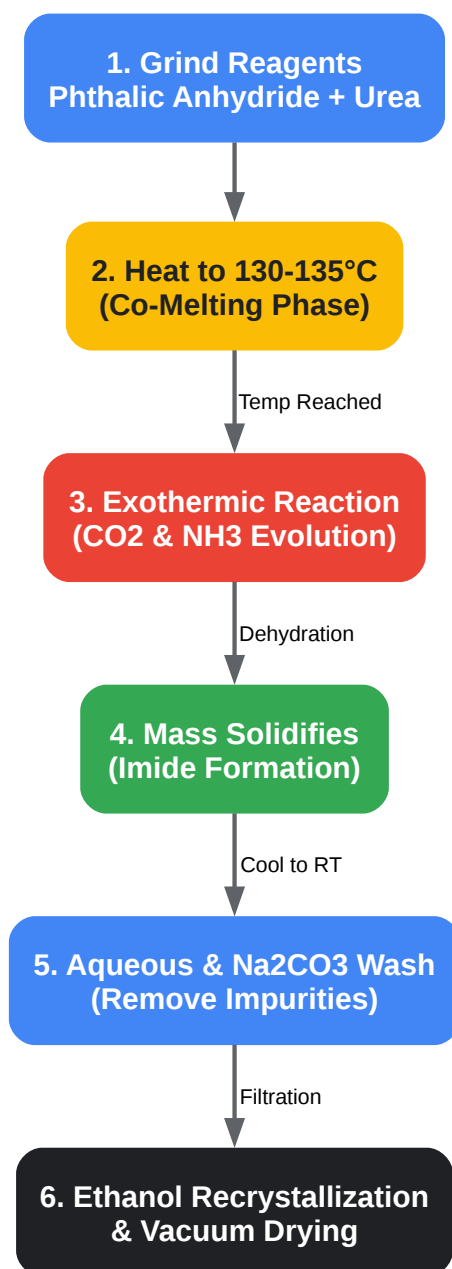 1. Grind Reagents
Phthalic Anhydride + Urea
2. Heat to 130-135°C
(Co-Melting Phase)
Temp Reached
3. Exothermic Reaction
(CO2 & NH3 Evolution)
Dehydration
4. Mass Solidifies
(Imide Formation)
Cool to RT
5. Aqueous & Na2CO3 Wash
(Remove Impurities)
Filtration
6. Ethanol Recrystallization
& Vacuum Drying